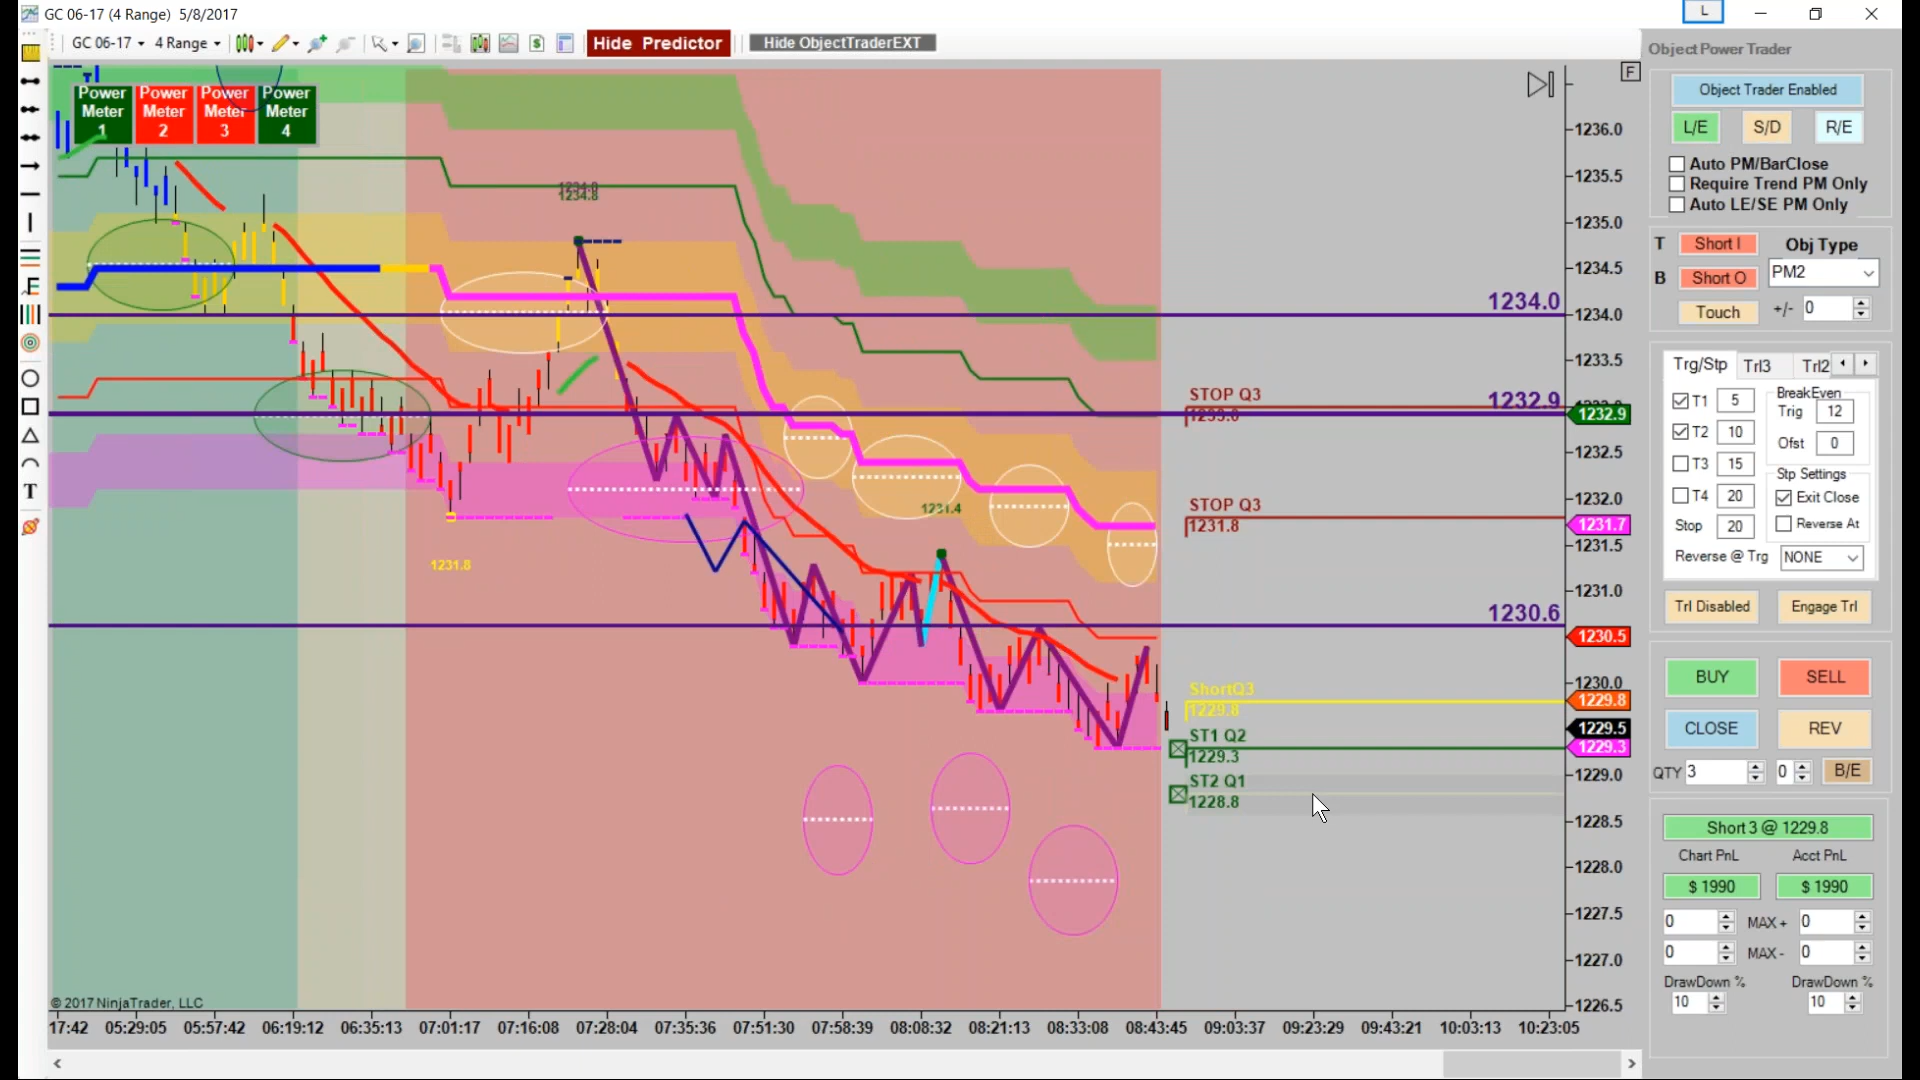 GC 06-17 (4 Range) 5/8/2017
L
GC 06-17 4 Range
Hide Predictor
Hide ObjectTraderEXT
Object Power Trader
F
Power Meter 1
Power Meter 2
Power Meter 3
Power Meter 4
Object Trader Enabled
L/E S/D R/E
Auto PM/BarClose
Require Trend PM Only
Auto LE/SE PM Only
T Short I Obj Type
B Short O PM2
Touch +/- 0
Trg/Stp Trl3 Trl2
T1 5
T2 10
T3 15
T4 20
Stop 20
BreakEven
Trig 12
Ofst 0
Stp Settings
Exit Close
Reverse At
Reverse @ Trg NONE
Trl Disabled Engage Trl
BUY SELL
CLOSE REV
QTY 3 0 B/E
Short 3 @ 1229.8
Chart PnL Acct PnL
$ 1990 $ 1990
0 MAX + 0
0 MAX - 0
DrawDown % DrawDown %
10 10
1234.8
1234.8
1231.8
1231.4
1234.0
1232.9
1230.6
STOP Q3
STOP Q3
1231.8
ShortQ3
1229.8
ST1 Q2
1229.3
ST2 Q1
1228.8
1236.0
1235.5
1235.0
1234.5
1234.0
1233.5
1232.9
1232.5
1232.0
1231.7
1231.5
1231.0
1230.5
1230.0
1229.8
1229.5
1229.3
1229.0
1228.5
1228.0
1227.5
1227.0
1226.5
© 2017 NinjaTrader, LLC
17:42 05:29:05 05:57:42 06:19:12 06:35:13 07:01:17 07:16:08 07:28:04 07:35:36 07:51:30 07:58:39 08:08:32 08:21:13 08:33:08 08:43:45 09:03:37 09:23:29 09:43:21 10:03:13 10:23:05